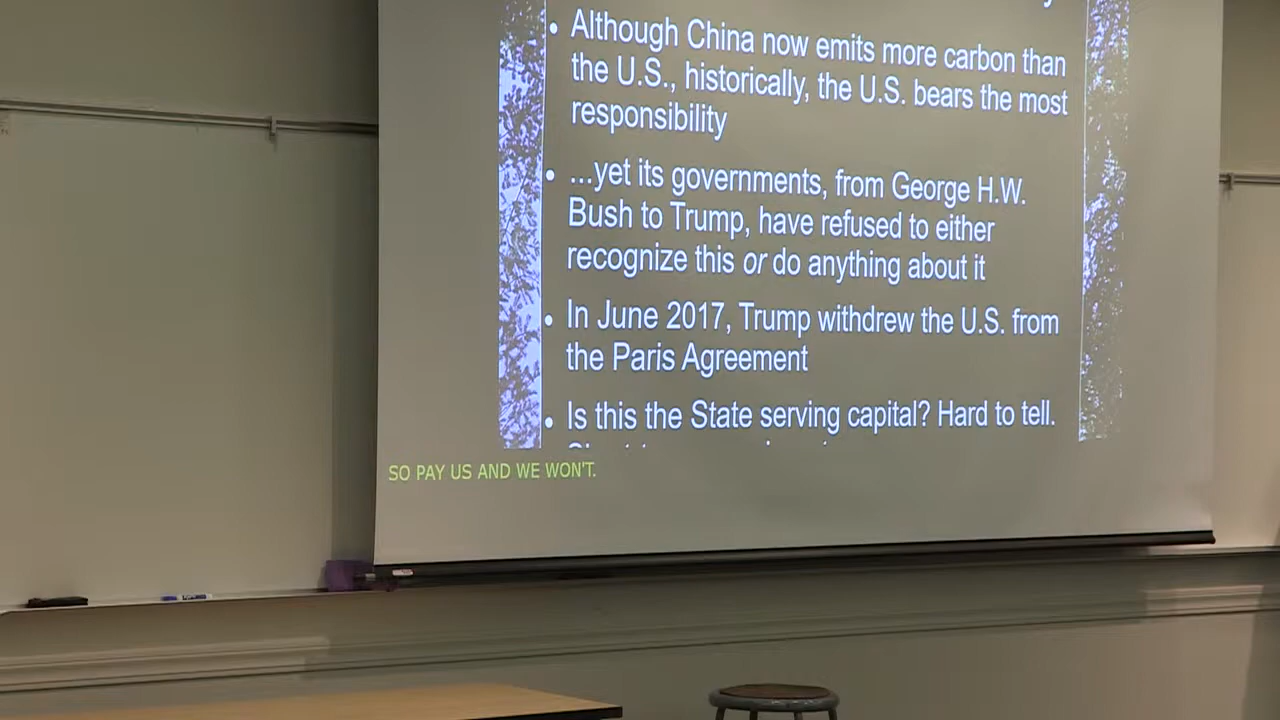 • Although China now emits more carbon than
the U.S., historically, the U.S. bears the most
responsibility
• ...yet its governments, from George H.W.
Bush to Trump, have refused to either
recognize this or do anything about it
• In June 2017, Trump withdrew the U.S. from
the Paris Agreement
• Is this the State serving capital? Hard to tell.
SO PAY US AND WE WON'T.